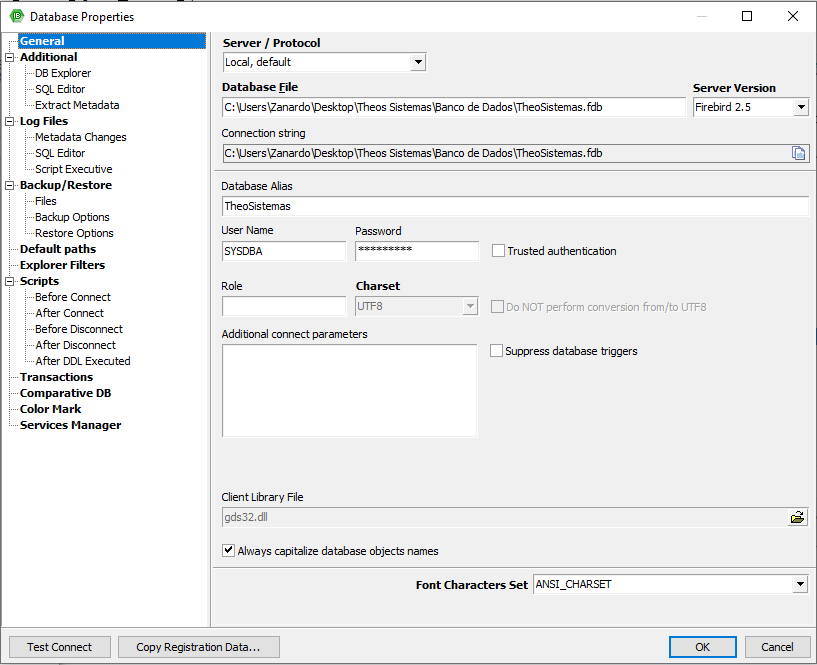 Database Properties
General
Additional
DB Explorer
SQL Editor
Extract Metadata
Log Files
Metadata Changes
SQL Editor
Script Executive
Backup/Restore
Files
Backup Options
Restore Options
Default paths
Explorer Filters
Scripts
Before Connect
After Connect
Before Disconnect
After Disconnect
After DDL Executed
Transactions
Comparative DB
Color Mark
Services Manager
Server / Protocol
Local, default
Database File
Server Version
C:\Users\Zanardo\Desktop\Theos Sistemas\Banco de Dados\TheoSistemas.fdb
Firebird 2.5
Connection string
C:\Users\Zanardo\Desktop\Theos Sistemas\Banco de Dados\TheoSistemas.fdb
Database Alias
TheoSistemas
User Name
Password
SYSDBA
*********
Trusted authentication
Role
Charset
UTF8
Do NOT perform conversion from/to UTF8
Additional connect parameters
Suppress database triggers
Client Library File
gds32.dll
Always capitalize database objects names
Font Characters Set
ANSI_CHARSET
Test Connect
Copy Registration Data...
OK
Cancel